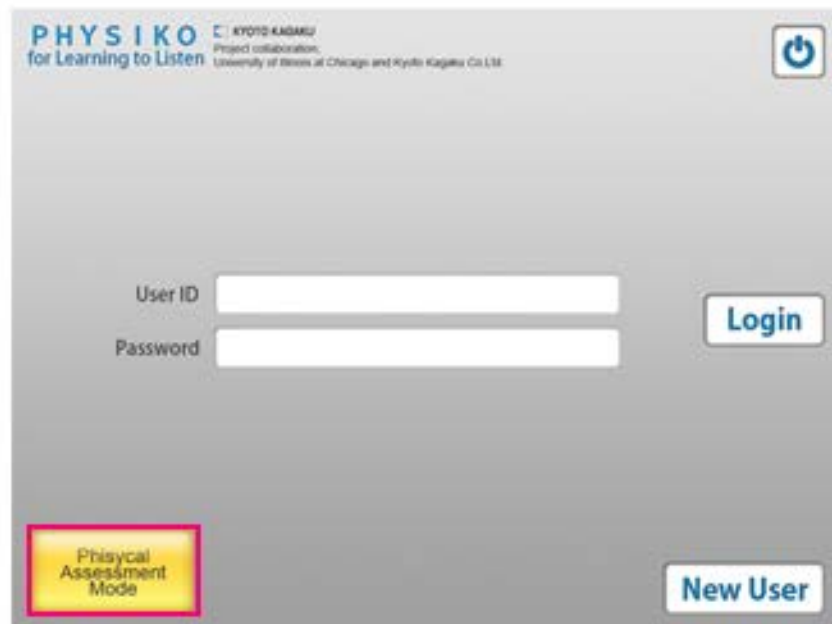 PHYSIKO
for Learning to Listen
KYOTO KAGAKU
Project collaboration:
University of Illinois at Chicago and Kyoto Kagaku Co.Ltd.
User ID
Password
Login
Phisycal
Assessment
Mode
New User